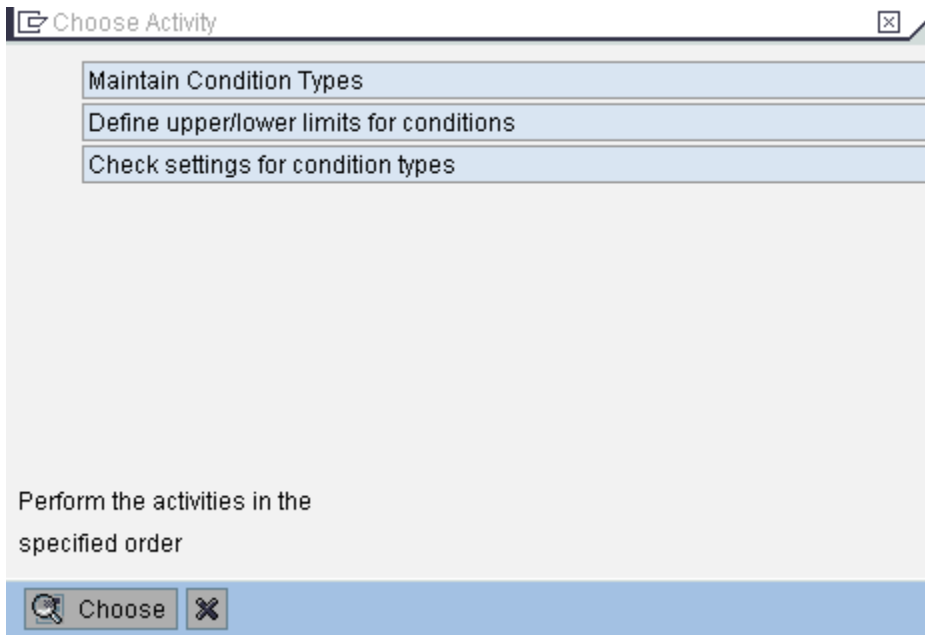 Choose Activity
Maintain Condition Types
Define upper/lower limits for conditions
Check settings for condition types
Perform the activities in the
specified order
Choose